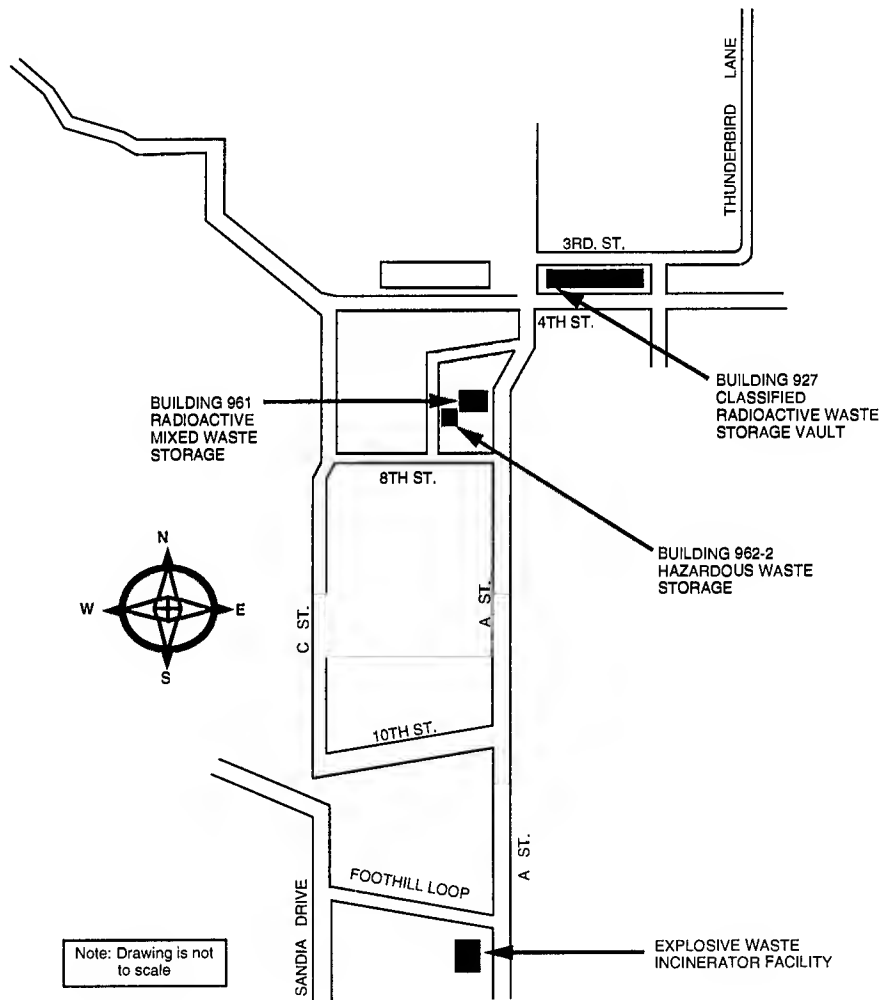 THUNDERBIRD LANE
3RD. ST.
4TH ST.
BUILDING 927
CLASSIFIED
RADIOACTIVE WASTE
STORAGE VAULT
BUILDING 961
RADIOACTIVE
MIXED WASTE
STORAGE
8TH ST.
BUILDING 962-2
HAZARDOUS WASTE
STORAGE
N
W
E
S
C ST.
A ST.
10TH ST.
A ST.
FOOTHILL LOOP
SANDIA DRIVE
EXPLOSIVE WASTE
INCINERATOR FACILITY
Note: Drawing is not
to scale